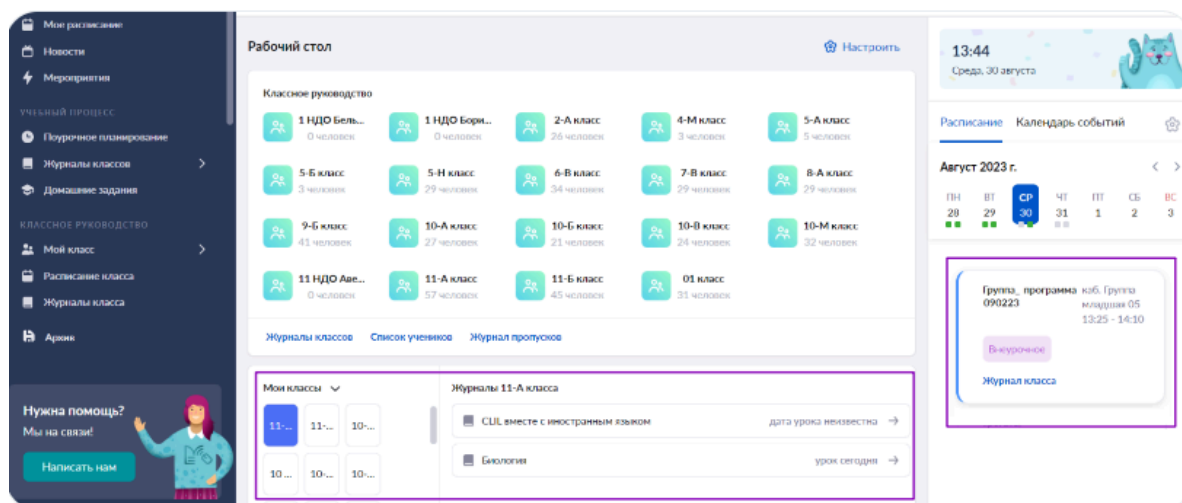 Мои расписание
Новости
Мероприятия
УЧЕБНЫЙ ПРОЦЕСС
Поурочное планирование
Журналы классов
Домашние задания
КЛАССНОЕ РУКОВОДСТВО
Мой класс
Расписание класса
Журналы класса
Архив
Нужна помощь?
Мы на связи!
Написать нам
Рабочий стол
Настроить
Классное руководство
1 НДО Бель...
0 человек
1 НДО Бори...
0 человек
2-А класс
26 человек
4-М класс
3 человек
5-А класс
5 человек
5-Б класс
3 человек
5-Н класс
29 человек
6-В класс
34 человек
7-В класс
29 человек
8-А класс
29 человек
9-Б класс
41 человек
10-А класс
27 человек
10-Б класс
21 человек
10-В класс
24 человек
10-М класс
32 человек
11 НДО Аве...
0 человек
11-А класс
57 человек
11-Б класс
45 человек
01 класс
31 человек
Журналы классов Список учеников Журнал пропусков
Мои классы
11-... 11-... 10-...
10 ... 10-... 10-...
Журналы 11-А класса
CLIL вместе с иностранным языком дата урока неизвестна
Биология урок сегодня
13:44
Среда, 30 августа
Расписание Календарь событий
Август 2023 г.
ПН ВТ СР ЧТ ПТ СБ ВС
28 29 30 31 1 2 3
Группа_ программа 090223
каб. Группа младшая 05
13:25 - 14:10
Внеурочное
Журнал класса